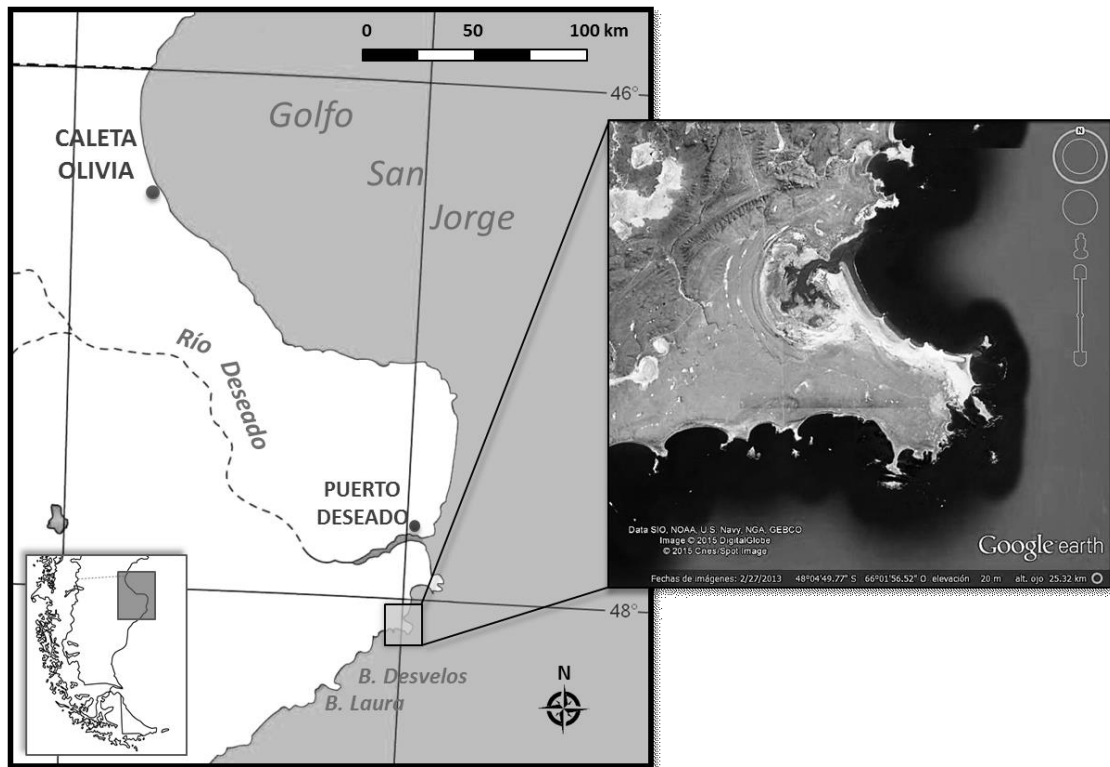 0 50 100 km
46°
Golfo
San
Jorge
CALETA
OLIVIA
Río
Deseado
PUERTO
DESEADO
48°
B. Desvelos
B. Laura
N
N
Data SIO, NOAA, U.S. Navy, NGA, GEBCO
Image © 2015 DigitalGlobe
© 2015 Cnes/Spot Image
Google earth
Fechas de imágenes: 2/27/2013 48°04'49.77" S 66°01'56.52" O elevación 20 m alt. ojo 25.32 km